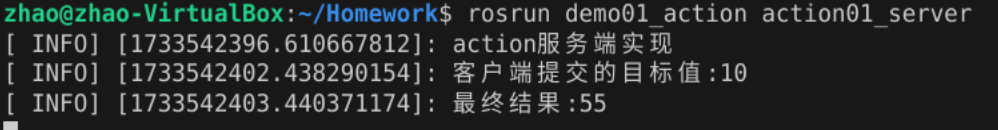 zhao@zhao-VirtualBox:~/Homework$ rosrun demo01_action action01_server
[ INFO] [1733542396.610667812]: action服务端实现
[ INFO] [1733542402.438290154]: 客户端提交的目标值:10
[ INFO] [1733542403.440371174]: 最终结果:55